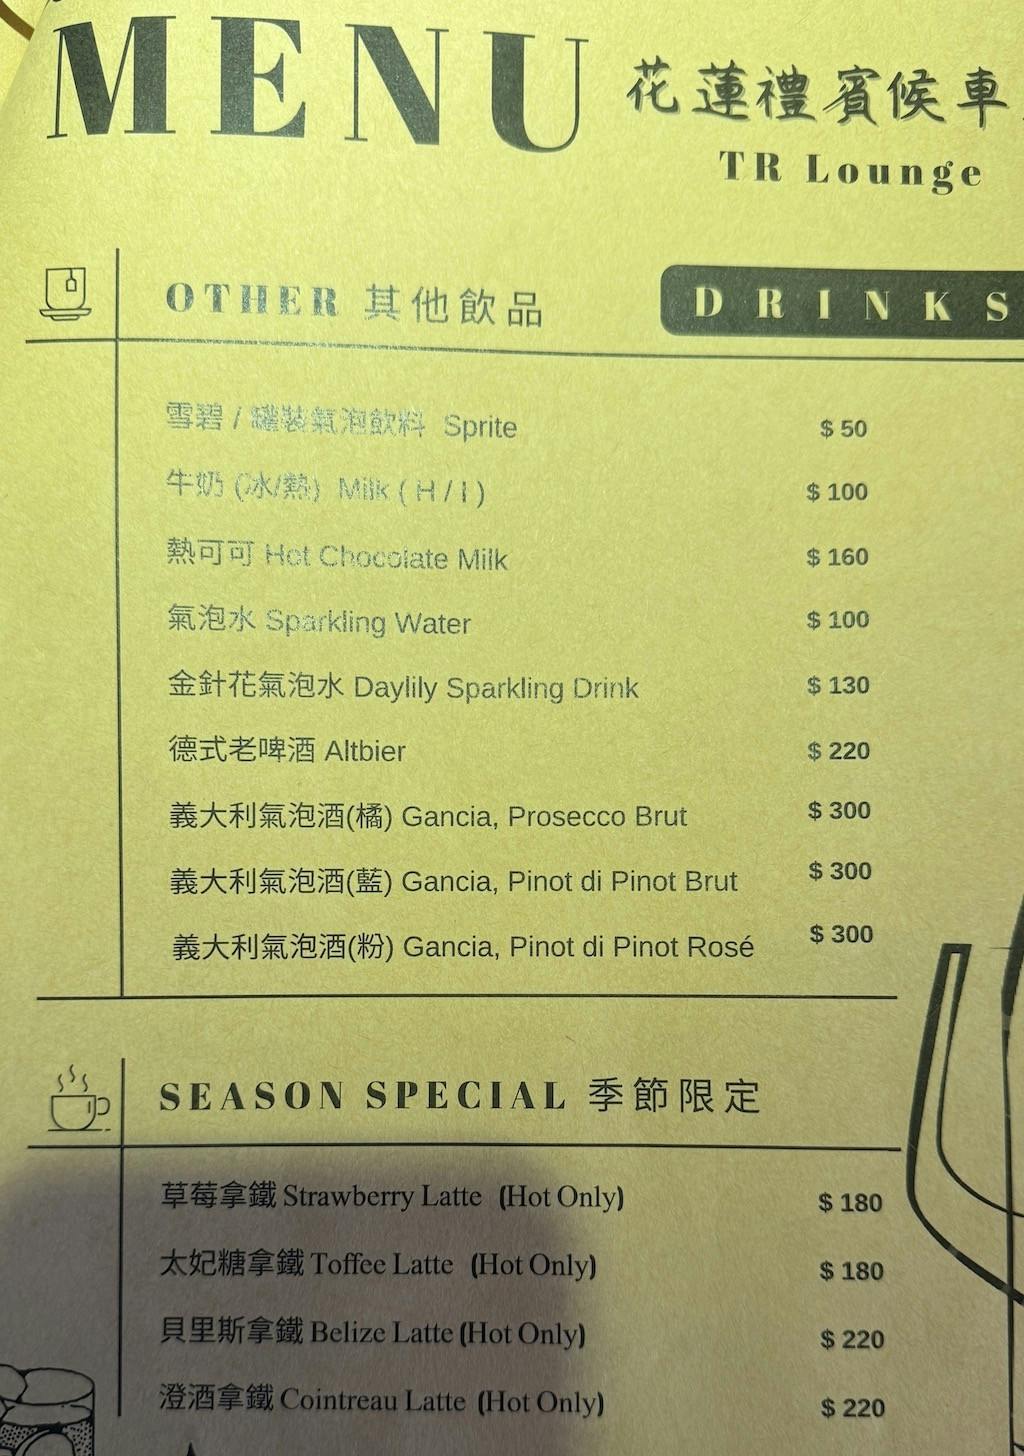 MENU
花蓮禮賓候車
TR Lounge
OTHER 其他飲品
DRINKS
雪碧 / 罐裝氣泡飲料 Sprite $ 50
牛奶 (冰/熱) Milk ( H / I ) $ 100
熱可可 Hot Chocolate Milk $ 160
氣泡水 Sparkling Water $ 100
金針花氣泡水 Daylily Sparkling Drink $ 130
德式老啤酒 Altbier $ 220
義大利氣泡酒(橘) Gancia, Prosecco Brut $ 300
義大利氣泡酒(藍) Gancia, Pinot di Pinot Brut $ 300
義大利氣泡酒(粉) Gancia, Pinot di Pinot Rosé $ 300
SEASON SPECIAL 季節限定
草莓拿鐵 Strawberry Latte (Hot Only) $ 180
太妃糖拿鐵 Toffee Latte (Hot Only) $ 180
貝里斯拿鐵 Belize Latte (Hot Only) $ 220
澄酒拿鐵 Cointreau Latte (Hot Only) $ 220